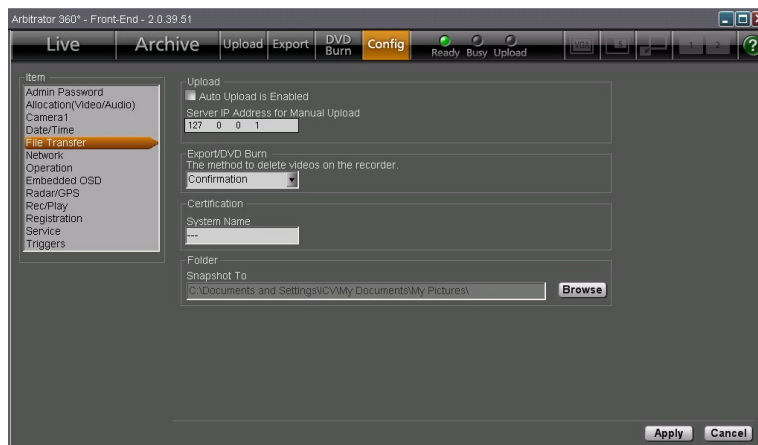 Arbitrator 360° - Front-End - 2.0.39.51
Live Archive Upload Export DVD Burn Config Ready Busy Upload
1 2 ?
Item
Admin Password
Allocation(Video/Audio)
Camera1
Date/Time
File Transfer
Network
Operation
Embedded OSD
Radar/GPS
Rec/Play
Registration
Service
Triggers
Upload
Auto Upload is Enabled
Server IP Address for Manual Upload
127 0 0 1
Export/DVD Burn
The method to delete videos on the recorder.
Confirmation
Certification
System Name
---
Folder
Snapshot To
C:\Documents and Settings\ICV\My Documents\My Pictures\
Browse
Apply Cancel